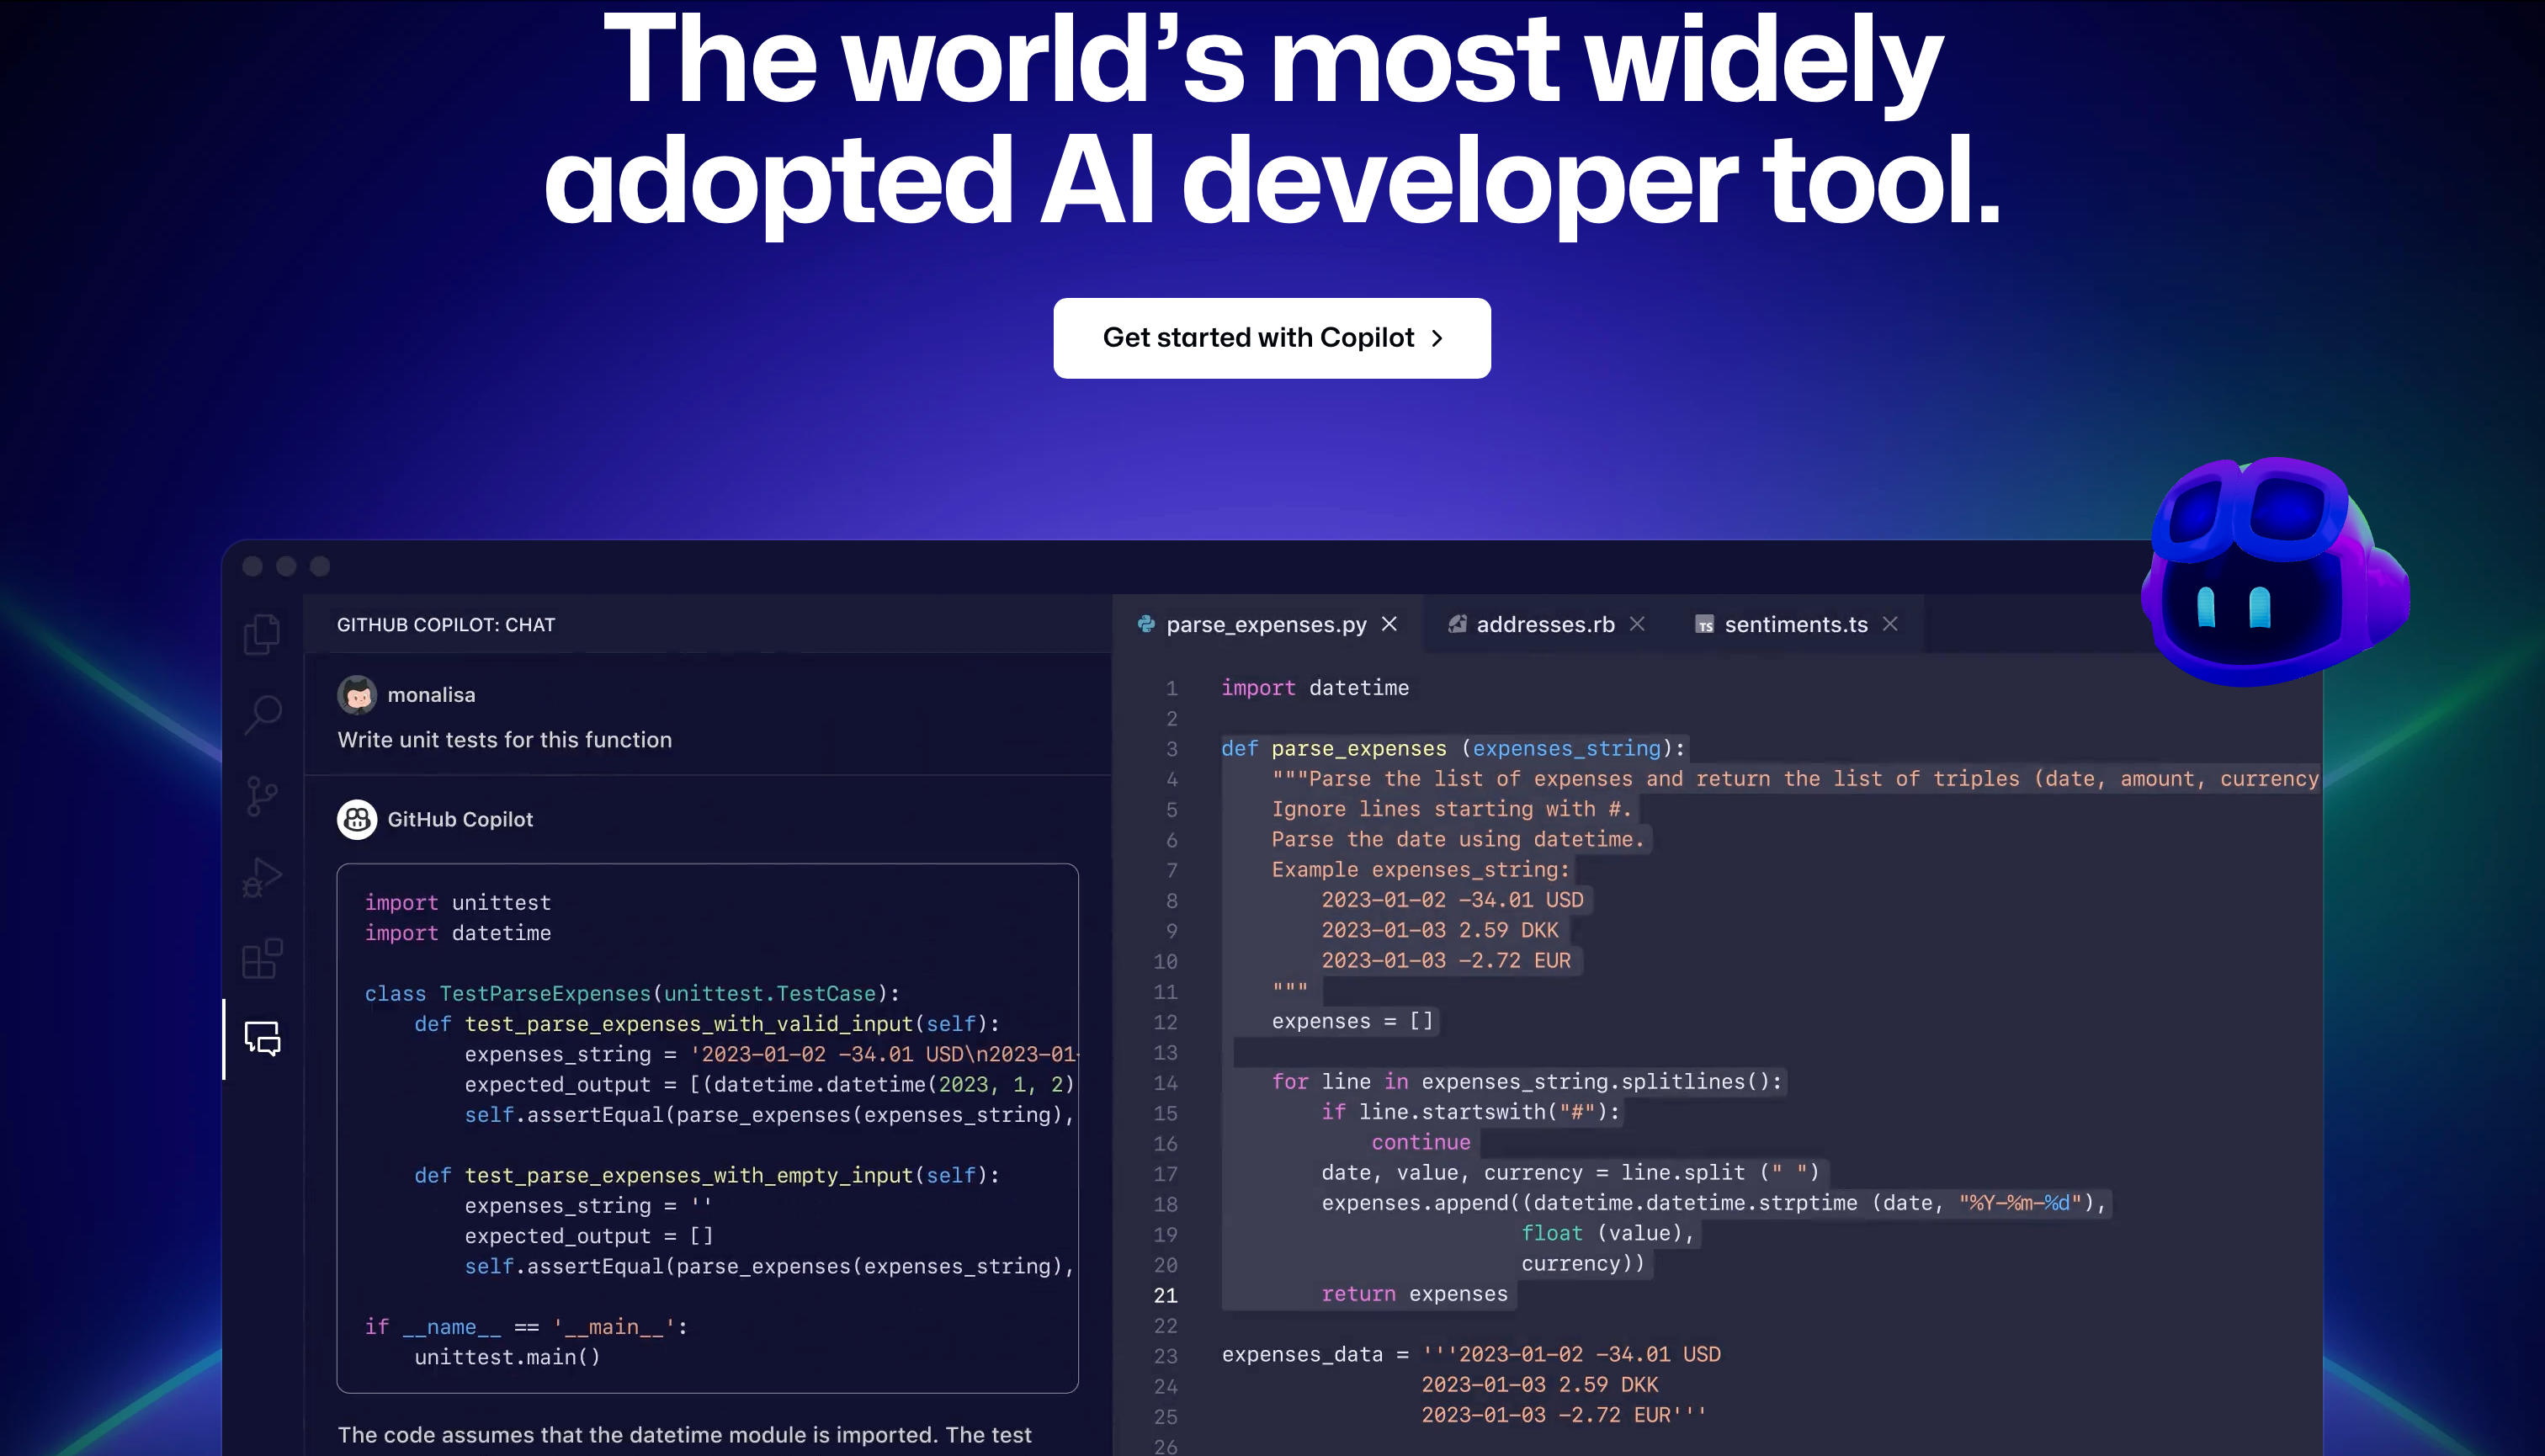 The world’s most widely
adopted AI developer tool.
Get started with Copilot
GITHUB COPILOT: CHAT
monalisa
Write unit tests for this function
GitHub Copilot
import unittest
import datetime
class TestParseExpenses(unittest.TestCase):
def test_parse_expenses_with_valid_input(self):
expenses_string = '2023-01-02 -34.01 USD\n2023-01-
expected_output = [(datetime.datetime(2023, 1, 2)
self.assertEqual(parse_expenses(expenses_string),
def test_parse_expenses_with_empty_input(self):
expenses_string = ''
expected_output = []
self.assertEqual(parse_expenses(expenses_string),
if __name__ == '__main__':
unittest.main()
The code assumes that the datetime module is imported. The test
parse_expenses.py
addresses.rb
TS sentiments.ts
1 import datetime
2
3 def parse_expenses (expenses_string):
4 """Parse the list of expenses and return the list of triples (date, amount, currency
5 Ignore lines starting with #.
6 Parse the date using datetime.
7 Example expenses_string:
8 2023-01-02 -34.01 USD
9 2023-01-03 2.59 DKK
10 2023-01-03 -2.72 EUR
11 """
12 expenses = []
13
14 for line in expenses_string.splitlines():
15 if line.startswith("#"):
16 continue
17 date, value, currency = line.split (" ")
18 expenses.append((datetime.datetime.strptime (date, "%Y-%m-%d"),
19 float (value),
20 currency))
21 return expenses
22
23 expenses_data = '''2023-01-02 -34.01 USD
24 2023-01-03 2.59 DKK
25 2023-01-03 -2.72 EUR'''
26